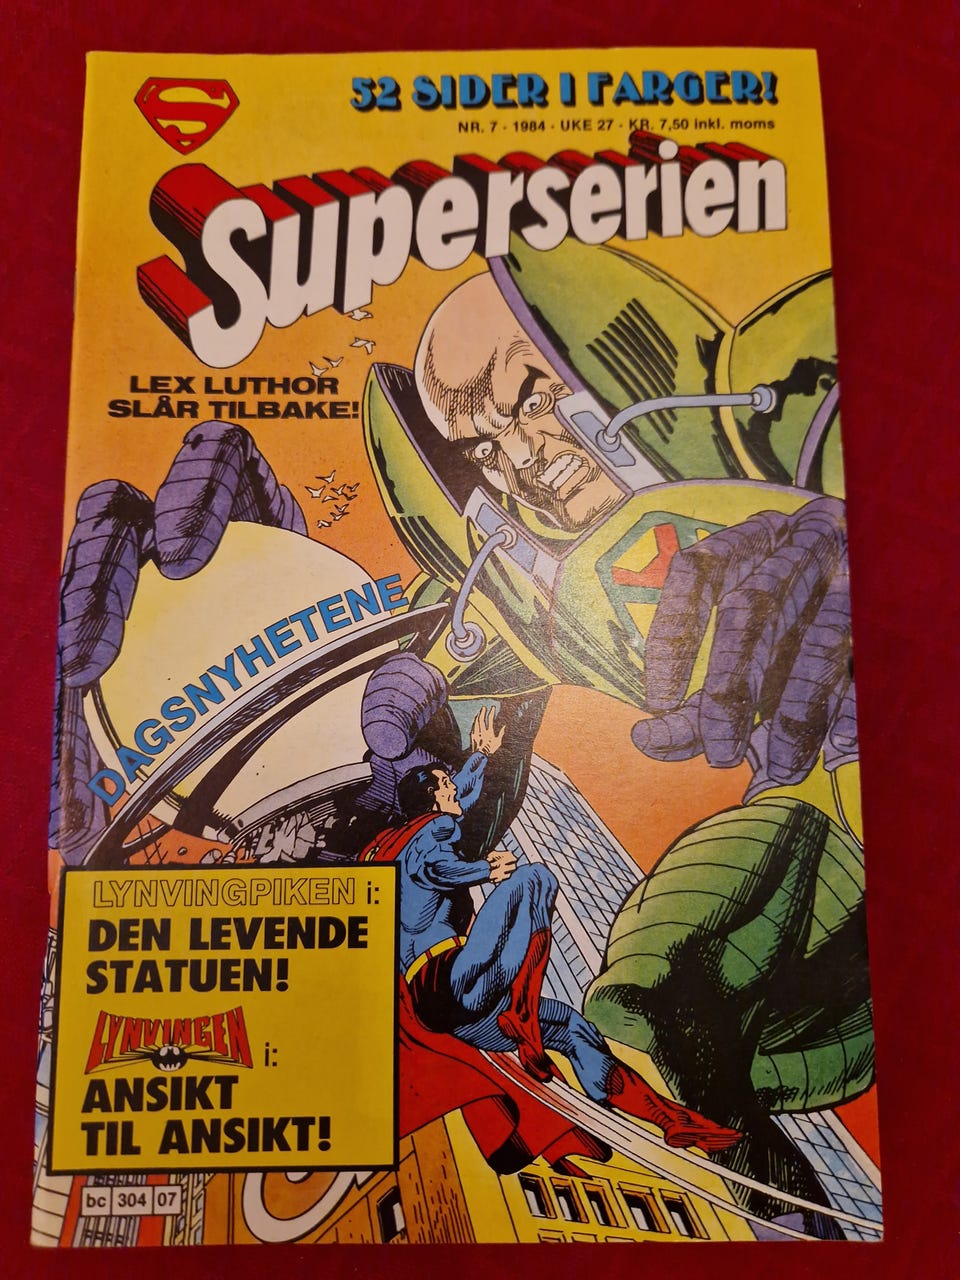 S
52 SIDER I FARGER!
NR. 7 · 1984 · UKE 27 · KR. 7,50 inkl. moms
Superserien
LEX LUTHOR
SLÅR TILBAKE!
DAGSNYHETENE
LYNVINGPIKEN i:
DEN LEVENDE
STATUEN!
LYNVINGEN i:
ANSIKT
TIL ANSIKT!
bc 304 07